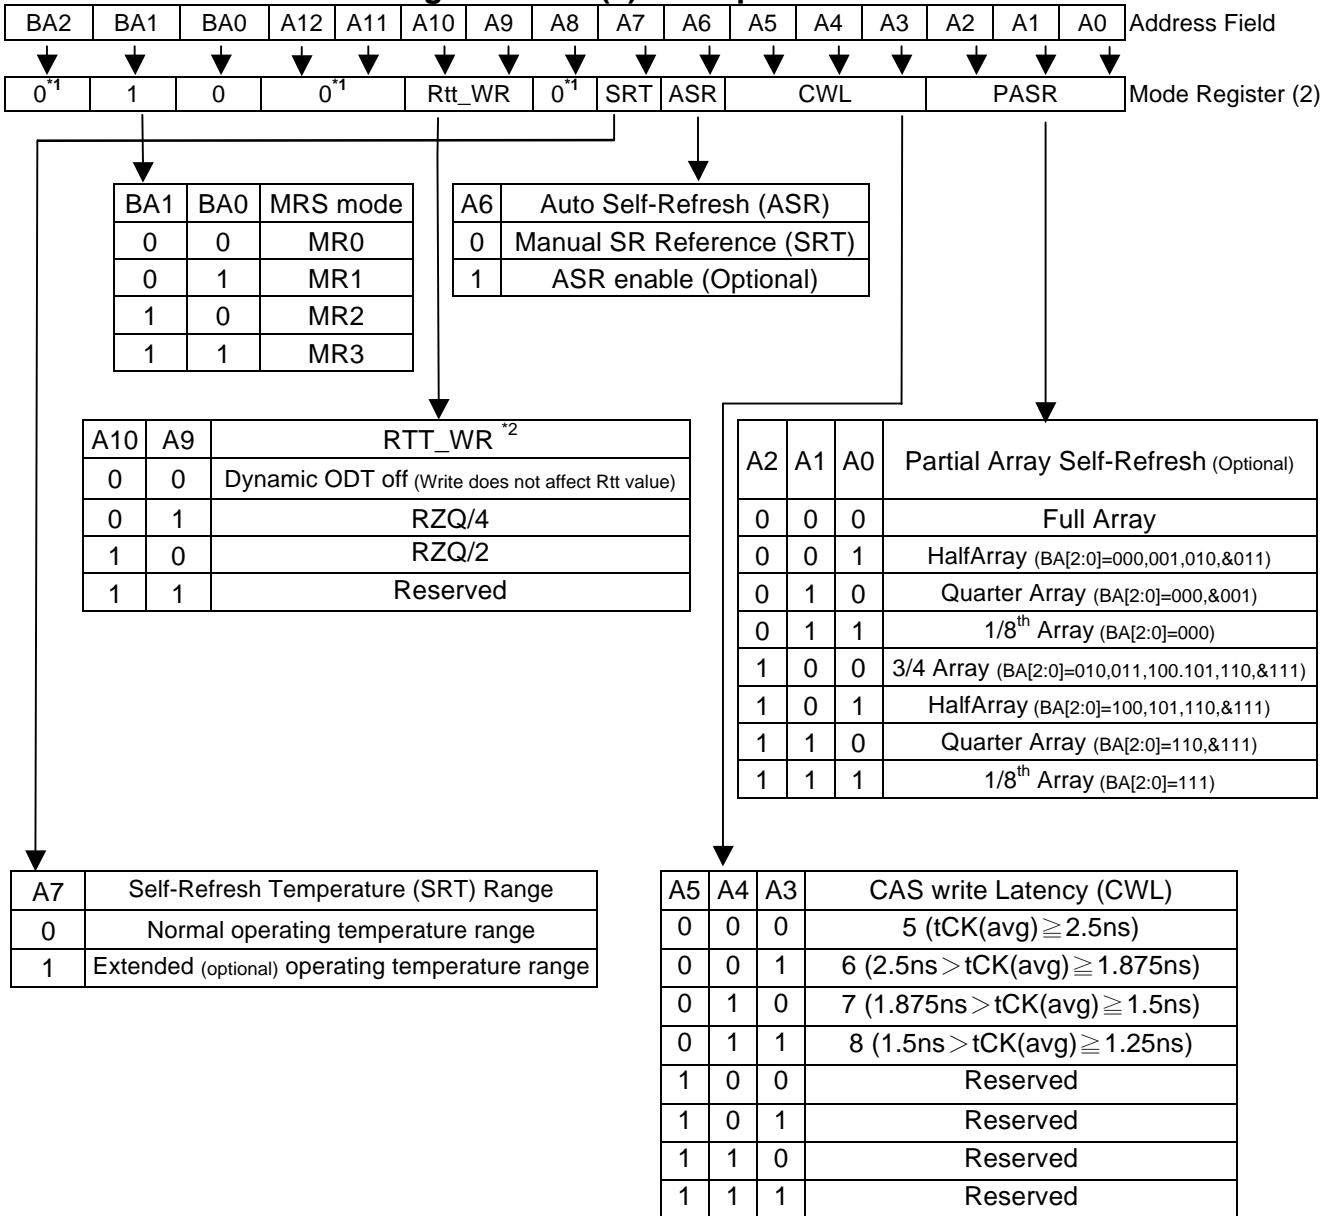 BA2 BA1 BA0 A12 A11 A10 A9 A8 A7 A6 A5 A4 A3 A2 A1 A0 Address Field
0*1 1 0 0*1 Rtt_WR 0*1 SRT ASR CWL PASR Mode Register (2)
BA1 BA0 MRS mode
0 0 MR0
0 1 MR1
1 0 MR2
1 1 MR3
A6 Auto Self-Refresh (ASR)
0 Manual SR Reference (SRT)
1 ASR enable (Optional)
A10 A9 RTT_WR *2
0 0 Dynamic ODT off (Write does not affect Rtt value)
0 1 RZQ/4
1 0 RZQ/2
1 1 Reserved
A2 A1 A0 Partial Array Self-Refresh (Optional)
0 0 0 Full Array
0 0 1 HalfArray (BA[2:0]=000,001,010,&011)
0 1 0 Quarter Array (BA[2:0]=000,&001)
0 1 1 1/8th Array (BA[2:0]=000)
1 0 0 3/4 Array (BA[2:0]=010,011,100.101,110,&111)
1 0 1 HalfArray (BA[2:0]=100,101,110,&111)
1 1 0 Quarter Array (BA[2:0]=110,&111)
1 1 1 1/8th Array (BA[2:0]=111)
A7 Self-Refresh Temperature (SRT) Range
0 Normal operating temperature range
1 Extended (optional) operating temperature range
A5 A4 A3 CAS write Latency (CWL)
0 0 0 5 (tCK(avg)≧2.5ns)
0 0 1 6 (2.5ns>tCK(avg)≧1.875ns)
0 1 0 7 (1.875ns>tCK(avg)≧1.5ns)
0 1 1 8 (1.5ns>tCK(avg)≧1.25ns)
1 0 0 Reserved
1 0 1 Reserved
1 1 0 Reserved
1 1 1 Reserved